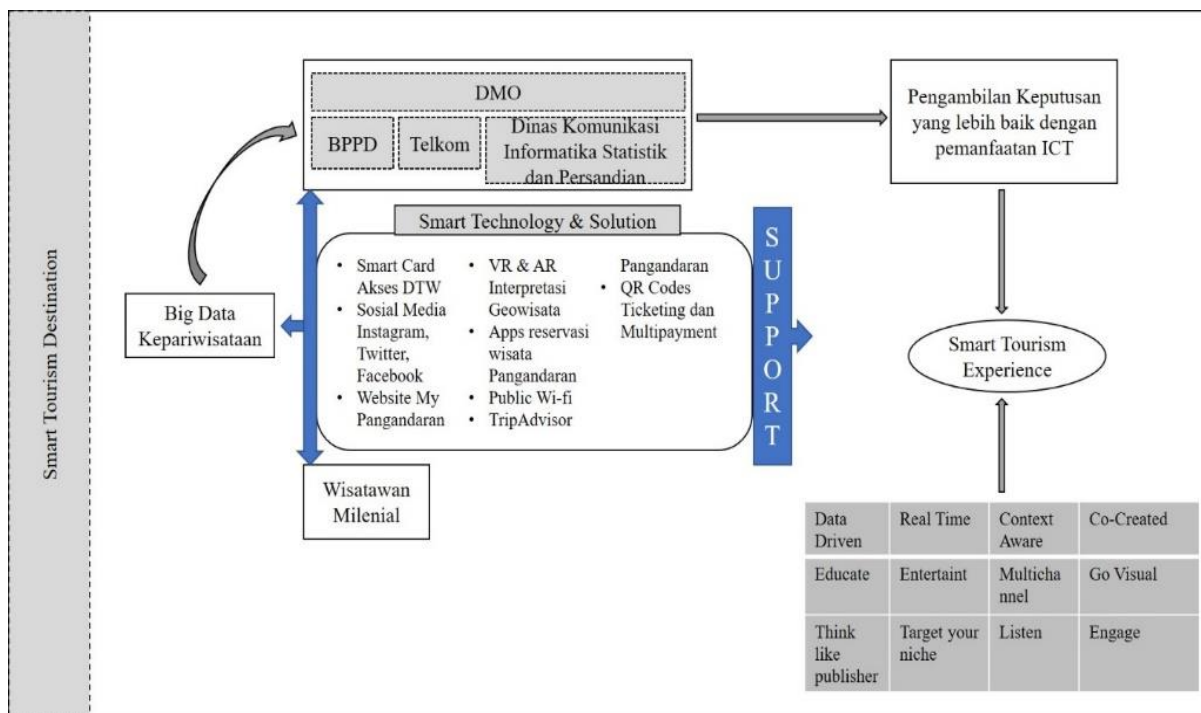 Smart Tourism Destination
DMO
BPPD
Telkom
Dinas Komunikasi
Informatika Statistik
dan Persandian
Pengambilan Keputusan
yang lebih baik dengan
pemanfaatan ICT
Big Data
Kepariwisataan
Smart Technology & Solution
• Smart Card
Akses DTW
• Sosial Media
Instagram,
Twitter,
Facebook
• Website My
Pangandaran
• VR & AR
Interpretasi
Geowisata
• Apps reservasi
wisata
Pangandaran
• Public Wi-fi
• TripAdvisor
Pangandaran
• QR Codes
Ticketing dan
Multipayment
SUPPORT
Smart Tourism
Experience
Wisatawan
Milenial
Data
Driven
Real Time
Context
Aware
Co-Created
Educate
Entertaint
Multicha
nnel
Go Visual
Think
like
publisher
Target your
niche
Listen
Engage